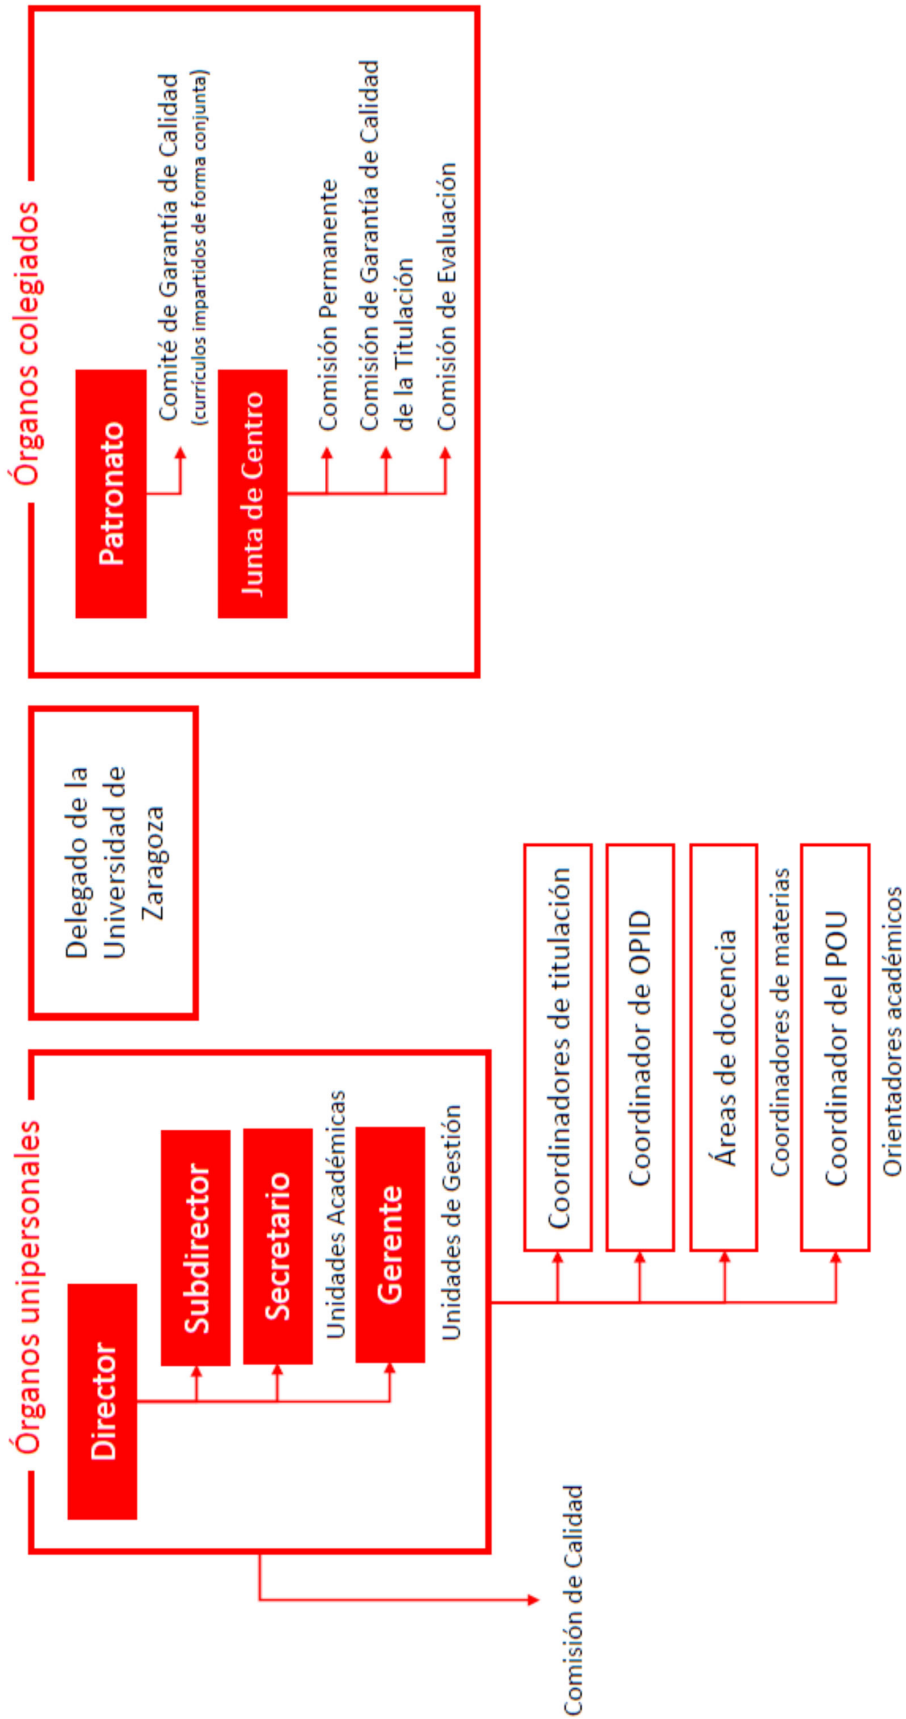 Órganos unipersonales
Director
Subdirector
Secretario
Unidades Académicas
Gerente
Unidades de Gestión
Comisión de Calidad
Coordinadores de titulación
Coordinador de OPID
Áreas de docencia
Coordinadores de materias
Coordinador del POU
Orientadores académicos
Delegado de la
Universidad de
Zaragoza
Órganos colegiados
Patronato
Comité de Garantía de Calidad
(currículos impartidos de forma conjunta)
Junta de Centro
Comisión Permanente
Comisión de Garantía de Calidad
de la Titulación
Comisión de Evaluación